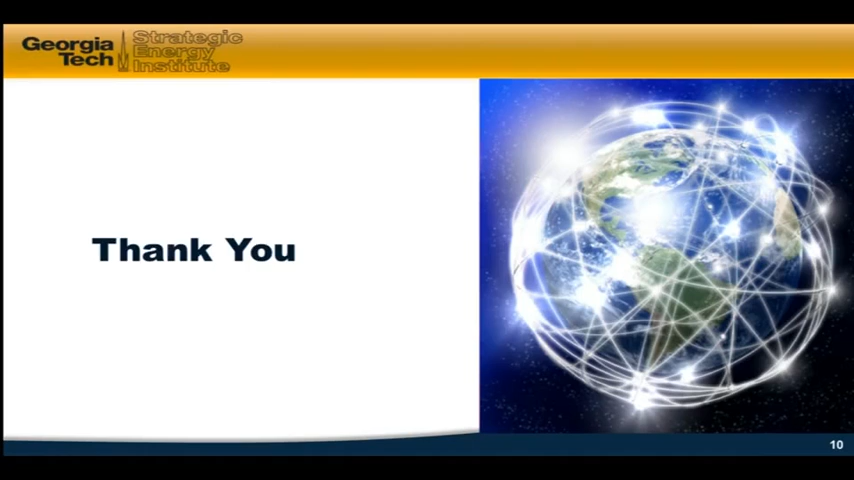 Georgia
Tech
Strategic
Energy
Institute
Thank You
10